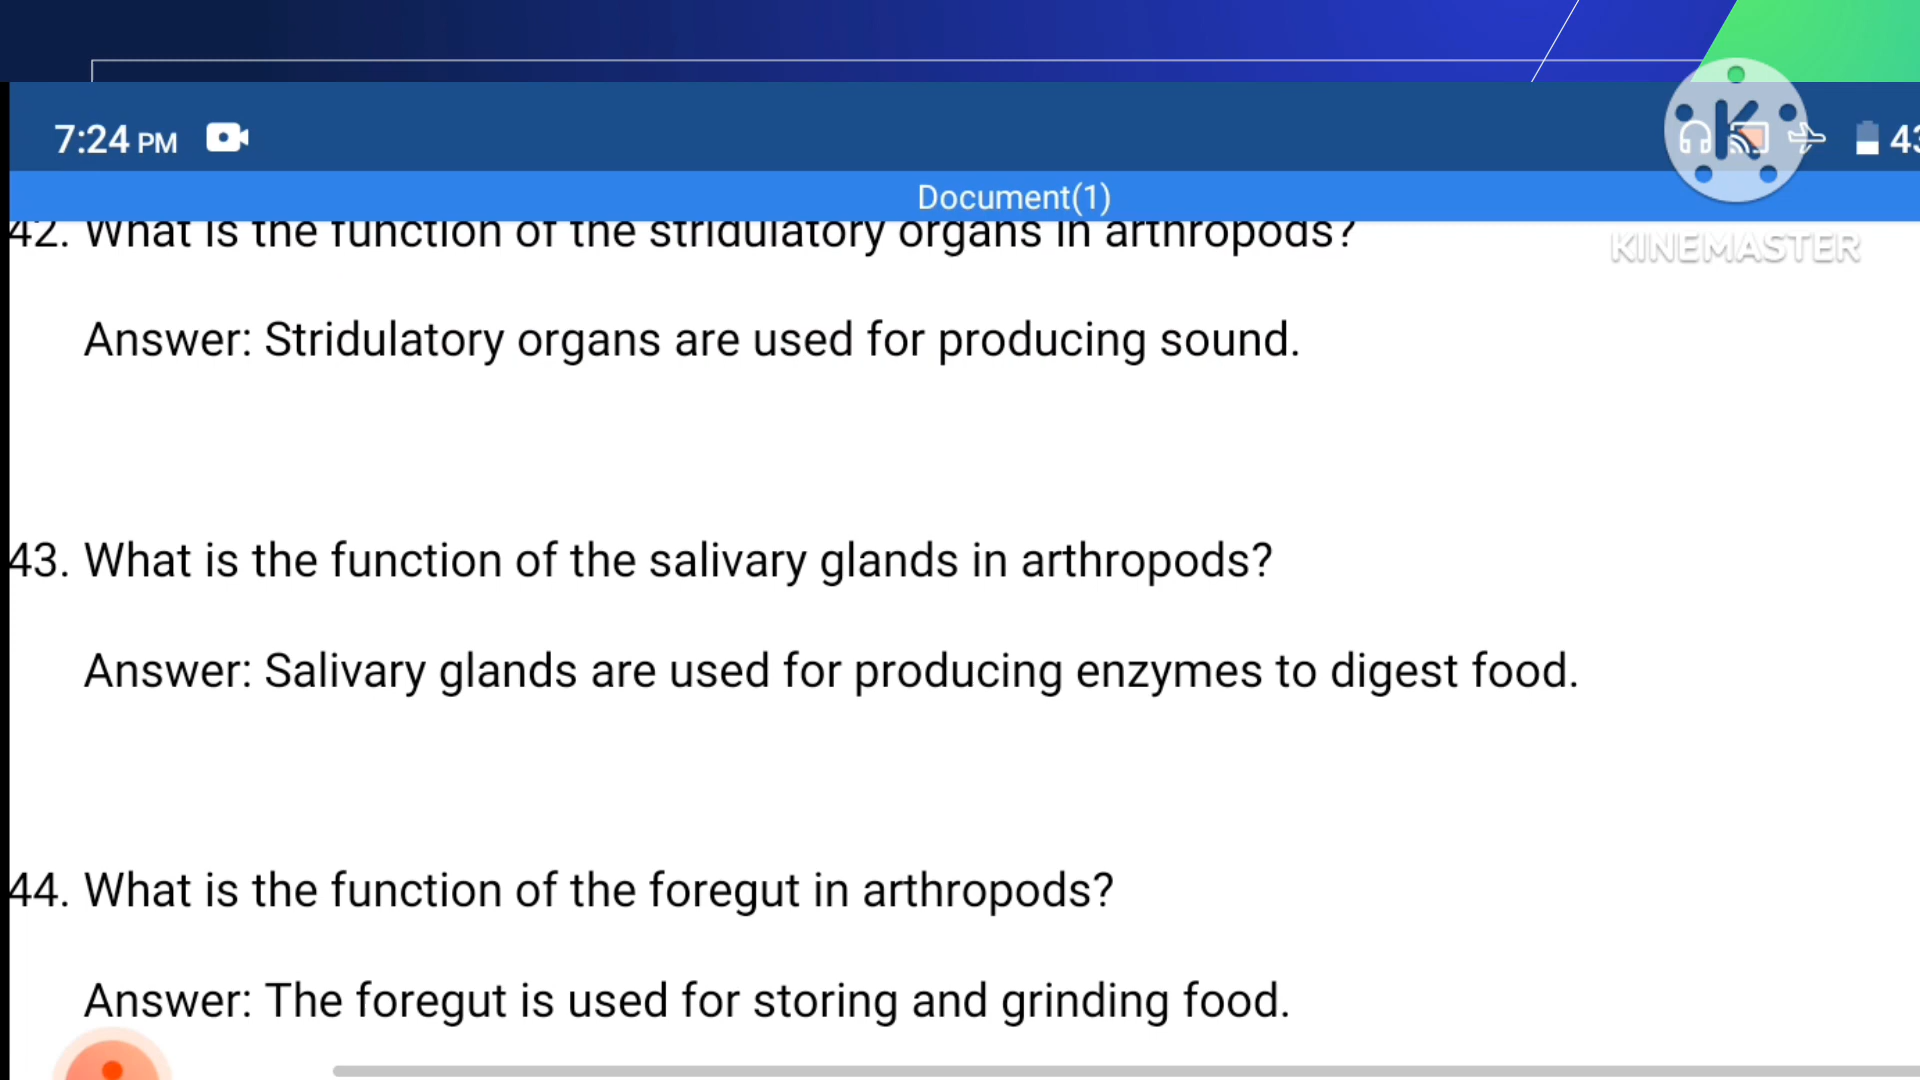 7:24 PM
43
Document(1)
KINEMASTER
42. What is the function of the stridulatory organs in arthropods?
Answer: Stridulatory organs are used for producing sound.
43. What is the function of the salivary glands in arthropods?
Answer: Salivary glands are used for producing enzymes to digest food.
44. What is the function of the foregut in arthropods?
Answer: The foregut is used for storing and grinding food.